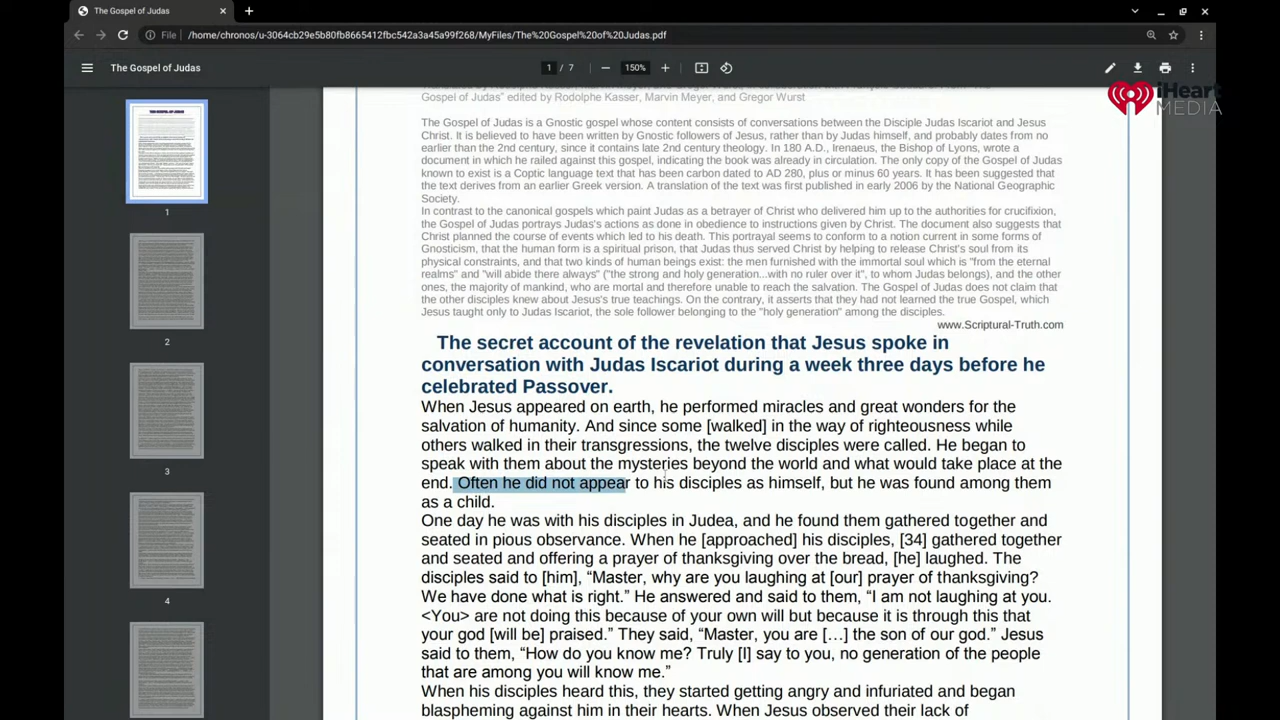 The Gospel of Judas
File /home/chronos/u-3064cb29e5b80fb8665412fbc542a3a45a99f268/MyFiles/The%20Gospel%20of%20Judas.pdf
The Gospel of Judas
1 / 7
150%
iHeart
MEDIA
THE GOSPEL OF JUDAS
1
2
3
4
Gospel of Judas" edited by Rodolphe Kasser, Marvin Meyer, and Gregor Wurst
The Gospel of Judas is a Gnostic gospel whose content consists of conversations between the Disciple Judas Iscariot and Jesus
Christ. It is believed to have been written by Gnostic followers of Jesus, rather than by Judas himself, and probably dates from no
earlier than the 2nd century, since it contains late 2nd century theology. In 180 A.D., Irenaeus, Bishop of Lyons, wrote a
document in which he railed against this gospel, indicating the book was already in circulation. The only copy of the Gospel of Judas
known to exist is a Coptic language text that has been carbon dated to 280 AD, plus or minus 60 years. It has been suggested that
the text derives from an earlier Greek version. A translation of the text was first published in early 2006 by the National Geographic
Society.
In contrast to the canonical gospels which paint Judas as a betrayer of Christ who delivered him up to the authorities for crucifixion,
the Gospel of Judas portrays Judas's actions as done in obedience to instructions given by Christ. The document also suggests that
Christ planned the course of events which led to his death. This portrayal seems to conform to a notion current in some forms of
Gnosticism, that the human form is a spiritual prison, and that Judas thus served Christ by helping to release Christ's soul from its
physical constraints, and that two kinds of human beings exist: the man furnished with the immortal soul which is "from the eternal
realms" and "will abide there always" ("the strong and holy generation...with no ruler over it", to whom Judas belongs), and the other
ones, the majority of mankind, who are mortal and therefore unable to reach salvation. The Gospel of Judas does not claim that
the other disciples knew about the true teachings of Christ. On the contrary, it asserts that they had not learned the true Gospel, which
Christ taught only to Judas Iscariot, the sole follower belonging to the "holy generation" among the disciples.
www.Scriptural-Truth.com
The secret account of the revelation that Jesus spoke in
conversation with Judas Iscariot during a week three days before he
celebrated Passover.
When Jesus appeared on earth, he performed miracles and great wonders for the
salvation of humanity. And since some [walked] in the way of righteousness while
others walked in their transgressions, the twelve disciples were called. He began to
speak with them about the mysteries beyond the world and what would take place at the
end. Often he did not appear to his disciples as himself, but he was found among them
as a child.
One day he was with his disciples in Judea, and he found them gathered together and
seated in pious observance. When he [approached] his disciples, [34] gathered together
and seated and offering a prayer of thanksgiving over the bread, [he] laughed. The
disciples said to him, "Master, why are you laughing at [our] prayer of thanksgiving?
We have done what is right." He answered and said to them, "I am not laughing at you.
<You> are not doing this because of your own will but because it is through this that
your god [will be] praised." They said, "Master, you are [...] the son of our god." Jesus
said to them, "How do you know me? Truly [I] say to you, no generation of the people
that are among you will know me."
When his disciples heard this, they started getting angry and infuriated and began
blaspheming against him in their hearts. When Jesus observed their lack of